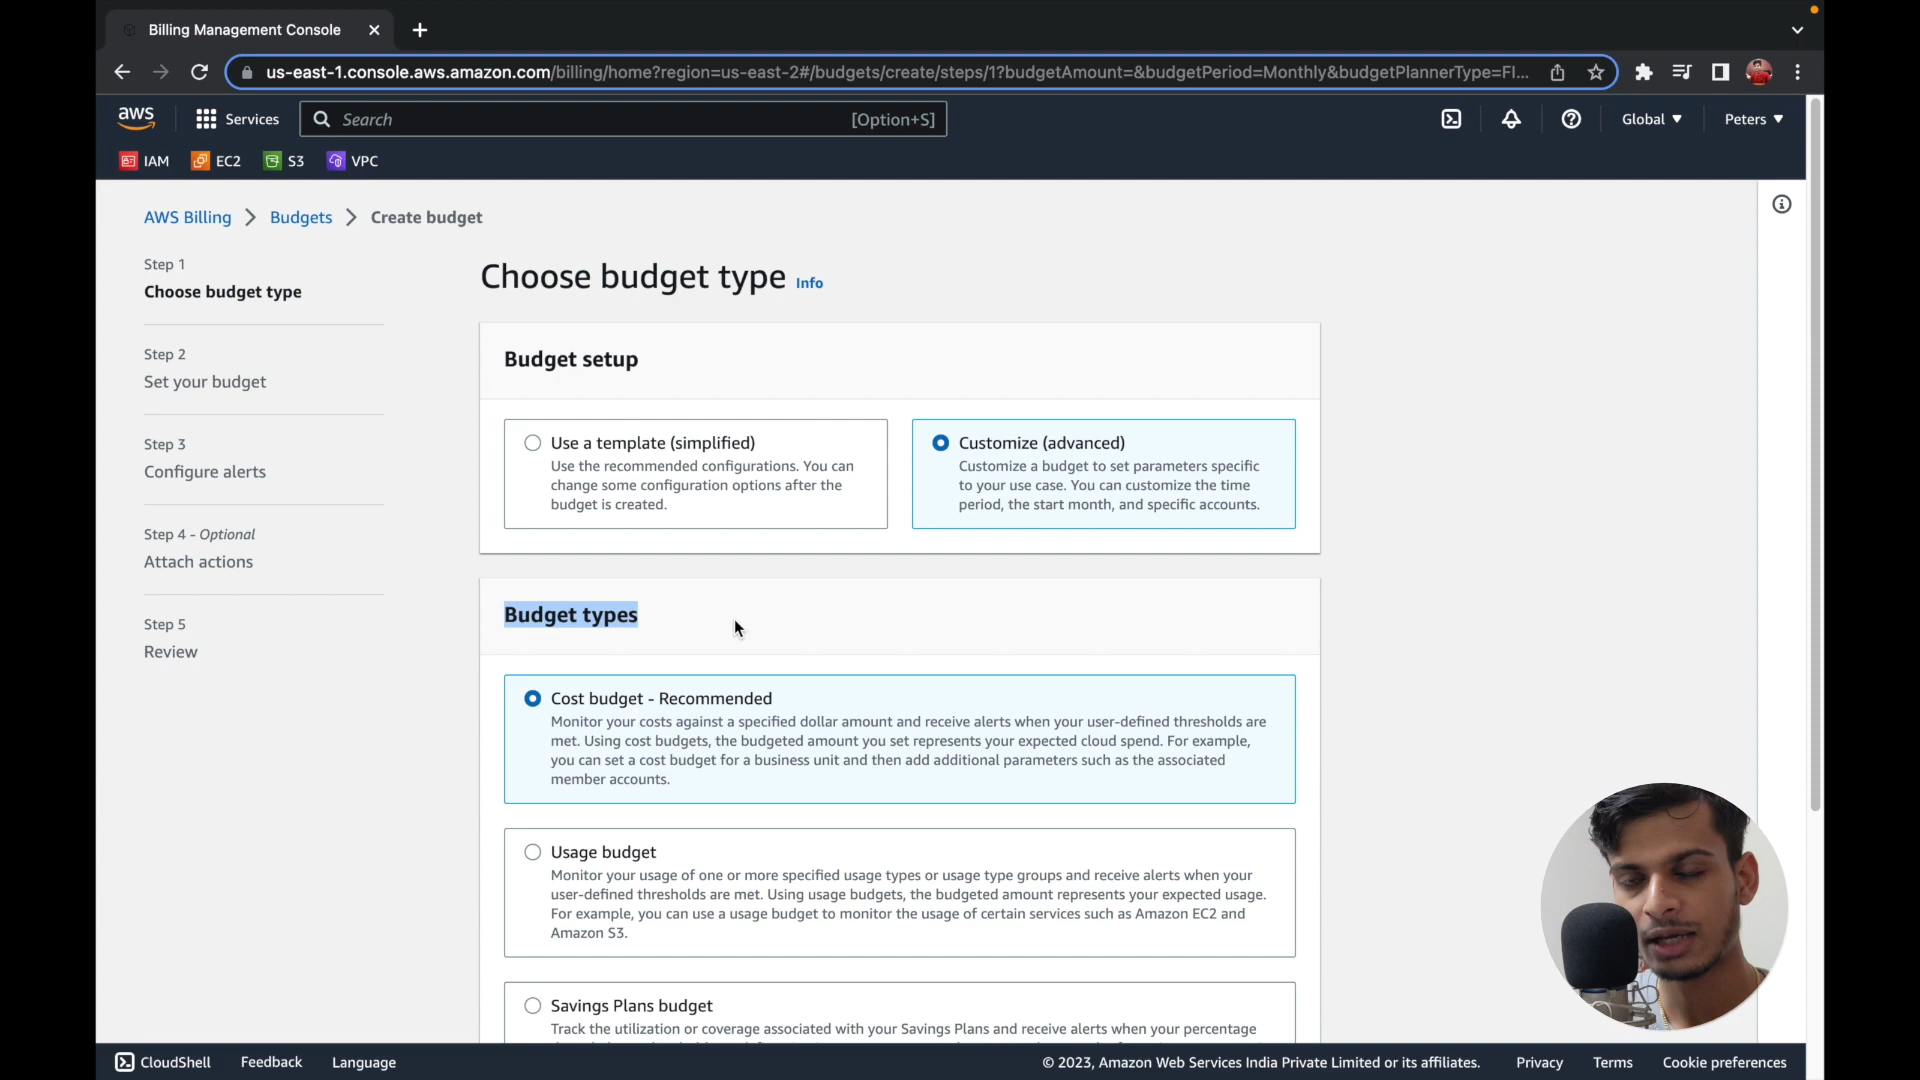 Billing Management Console
us-east-1.console.aws.amazon.com/billing/home?region=us-east-2#/budgets/create/steps/1?budgetAmount=&budgetPeriod=Monthly&budgetPlannerType=FI...
aws
Services
Search
[Option+S]
Global
Peters
IAM
EC2
S3
VPC
AWS Billing
Budgets
Create budget
Step 1
Choose budget type
Step 2
Set your budget
Step 3
Configure alerts
Step 4 - Optional
Attach actions
Step 5
Review
Choose budget type Info
Budget setup
Use a template (simplified)
Use the recommended configurations. You can
change some configuration options after the
budget is created.
Customize (advanced)
Customize a budget to set parameters specific
to your use case. You can customize the time
period, the start month, and specific accounts.
Budget types
Cost budget - Recommended
Monitor your costs against a specified dollar amount and receive alerts when your user-defined thresholds are
met. Using cost budgets, the budgeted amount you set represents your expected cloud spend. For example,
you can set a cost budget for a business unit and then add additional parameters such as the associated
member accounts.
Usage budget
Monitor your usage of one or more specified usage types or usage type groups and receive alerts when your
user-defined thresholds are met. Using usage budgets, the budgeted amount represents your expected usage.
For example, you can use a usage budget to monitor the usage of certain services such as Amazon EC2 and
Amazon S3.
Savings Plans budget
Track the utilization or coverage associated with your Savings Plans and receive alerts when your percentage
CloudShell
Feedback
Language
© 2023, Amazon Web Services India Private Limited or its affiliates.
Privacy
Terms
Cookie preferences